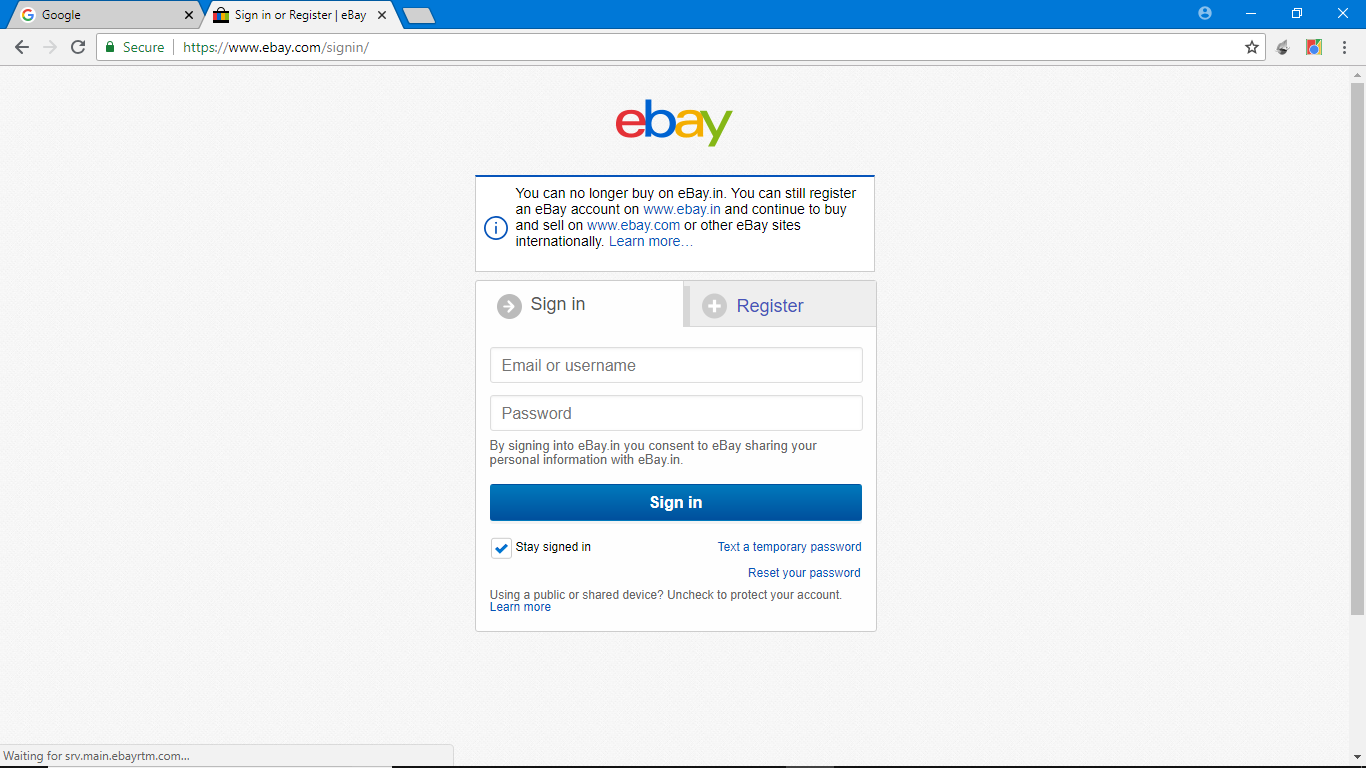 Google
Sign in or Register | eBay
Secure
https://www.ebay.com/signin/
ebay
You can no longer buy on eBay.in. You can still register
an eBay account on www.ebay.in and continue to buy
and sell on www.ebay.com or other eBay sites
internationally. Learn more…
Sign in
Register
Email or username
Password
By signing into eBay.in you consent to eBay sharing your
personal information with eBay.in.
Sign in
Stay signed in
Text a temporary password
Reset your password
Using a public or shared device? Uncheck to protect your account.
Learn more
Waiting for srv.main.ebayrtm.com...